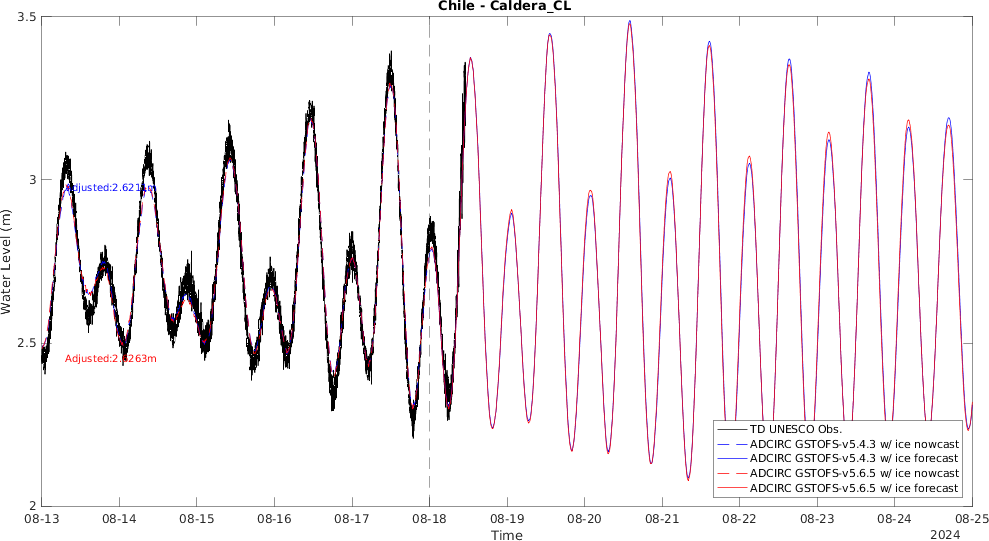 Chile - Caldera_CL
3.5
3
2.5
2
Water Level (m)
Adjusted:2.6211m
Adjusted:2.6263m
TD UNESCO Obs.
ADCIRC GSTOFS-v5.4.3 w/ ice nowcast
ADCIRC GSTOFS-v5.4.3 w/ ice forecast
ADCIRC GSTOFS-v5.6.5 w/ ice nowcast
ADCIRC GSTOFS-v5.6.5 w/ ice forecast
08-13 08-14 08-15 08-16 08-17 08-18 08-19 08-20 08-21 08-22 08-23 08-24 08-25
Time
2024